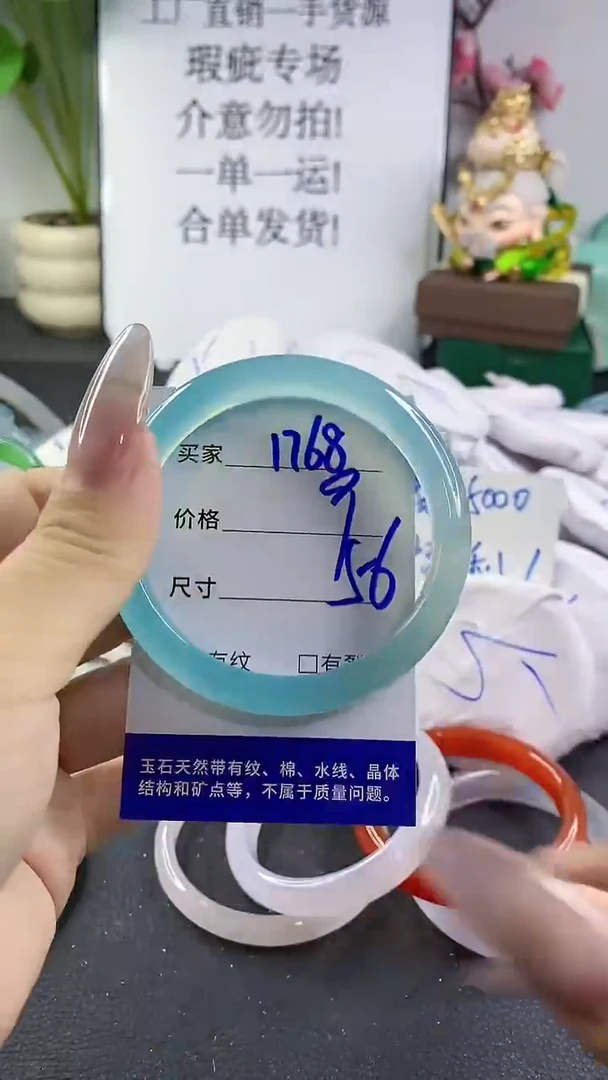 工厂直销一手货源
瑕疵专场
介意勿拍!
一单一运!
合单发货!
买家 1768
价格
尺寸 56
5000
有纹 □有裂
玉石天然带有纹、棉、水线、晶体
结构和矿点等，不属于质量问题。